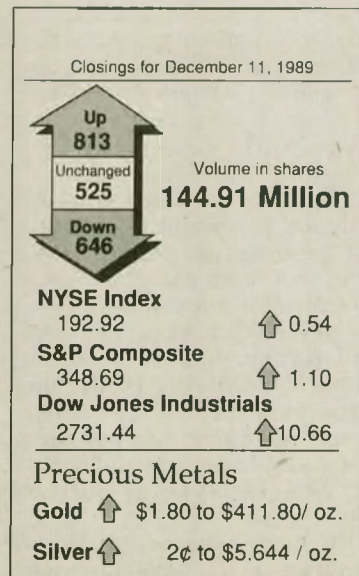 Closings for December 11, 1989
Up
813
Unchanged
525
Down
646
Volume in shares
144.91 Million
NYSE Index
192.92 0.54
S&P Composite
348.69 1.10
Dow Jones Industrials
2731.44 10.66
Precious Metals
Gold $1.80 to $411.80/ oz.
Silver 2¢ to $5.644 / oz.